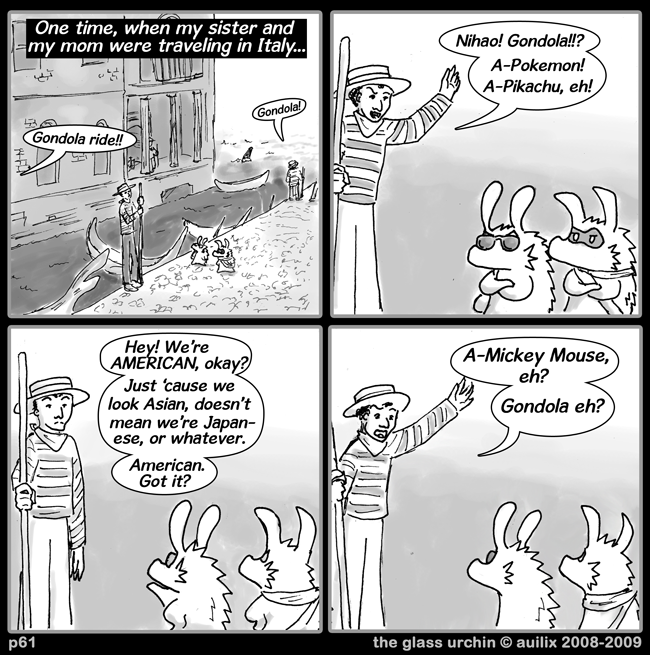 One time, when my sister and
my mom were traveling in Italy...
Gondola!
Gondola ride!!
Nihao! Gondola!!?
A-Pokemon!
A-Pikachu, eh!
Hey! We're
AMERICAN, okay?
Just 'cause we
look Asian, doesn't
mean we're Japan-
ese, or whatever.
American.
Got it?
A-Mickey Mouse,
eh?
Gondola eh?
p61
the glass urchin © auilix 2008-2009